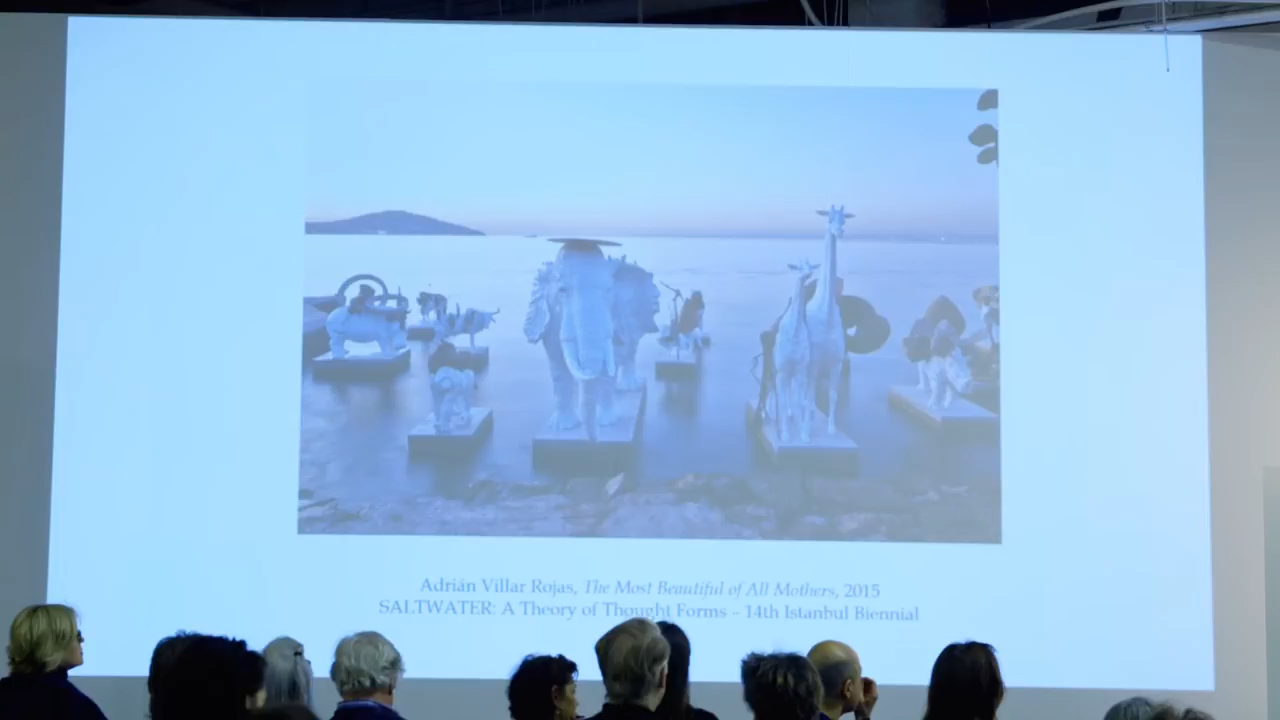 Adrián Villar Rojas, The Most Beautiful of All Mothers, 2015
SALTWATER: A Theory of Thought Forms – 14th Istanbul Biennial